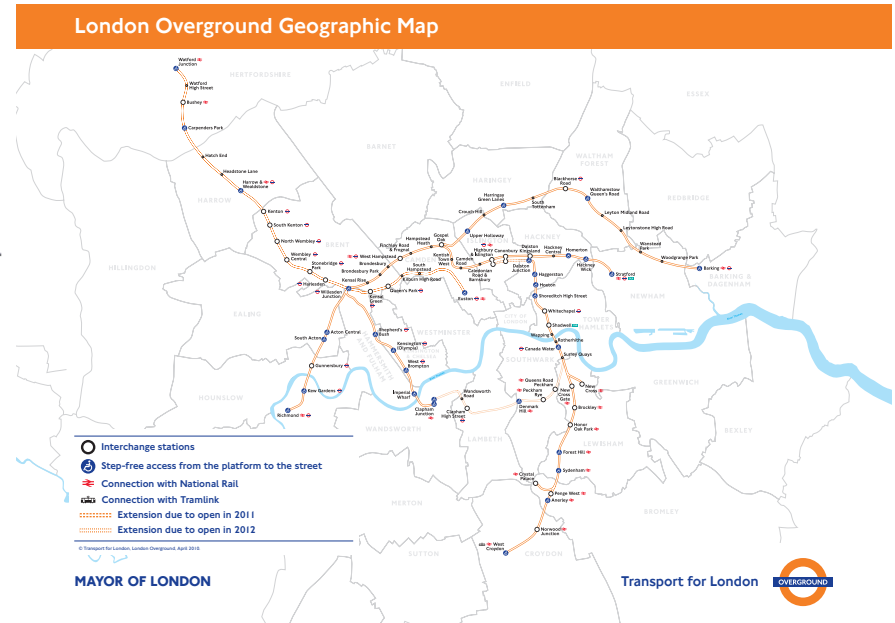 London Overground Geographic Map
Watford
Junction
Watford
High Street
Bushey
Carpenders Park
Hatch End
Headstone Lane
Harrow &
Wealdstone
Kenton
South Kenton
North Wembley
Wembley
Central
Stonebridge
Park
Harlesden
Willesden
Junction
Kensal Rise
Kensal
Green
Queen's Park
Brondesbury Park
Brondesbury
West Hampstead
Finchley Road
& Frognal
Hampstead
Heath
Gospel
Oak
South
Hampstead
Kilburn High Road
Kentish
Town
West
Camden
Road
Euston
Caledonian
Road &
Barnsbury
Highbury
& Islington
Canonbury
Dalston
Kingsland
Dalston
Junction
Hackney
Central
Homerton
Hackney
Wick
Stratford
Upper Holloway
Crouch Hill
Harringay
Green Lanes
South
Tottenham
Blackhorse
Road
Walthamstow
Queen's Road
Leyton Midland Road
Leytonstone High Road
Wanstead
Park
Woodgrange Park
Barking
Haggerston
Hoxton
Shoreditch High Street
Whitechapel
Shadwell
Wapping
Rotherhithe
Canada Water
Surrey Quays
Queens Road
Peckham
Peckham
Rye
Denmark
Hill
New
Cross
Gate
New
Cross
Brockley
Honor
Oak Park
Forest Hill
Sydenham
Crystal
Palace
Penge West
Anerley
Norwood
Junction
West
Croydon
Acton Central
South Acton
Gunnersbury
Kew Gardens
Richmond
Shepherd's
Bush
Kensington
(Olympia)
West
Brompton
Imperial
Wharf
Clapham
Junction
Wandsworth
Road
Clapham
High Street
HERTFORDSHIRE
ENFIELD
ESSEX
BARNET
HARINGEY
WALTHAM
FOREST
REDBRIDGE
HARROW
BRENT
CAMDEN
HACKNEY
HILLINGDON
EALING
WESTMINSTER
CITY OF
LONDON
TOWER
HAMLETS
NEWHAM
BARKING &
DAGENHAM
HAMMERSMITH
AND FULHAM
SOUTHWARK
GREENWICH
HOUNSLOW
WANDSWORTH
LAMBETH
LEWISHAM
BEXLEY
MERTON
BROMLEY
SUTTON
CROYDON
Interchange stations
Step-free access from the platform to the street
Connection with National Rail
Connection with Tramlink
Extension due to open in 2011
Extension due to open in 2012
© Transport for London, London Overground, April 2010
MAYOR OF LONDON
Transport for London
OVERGROUND